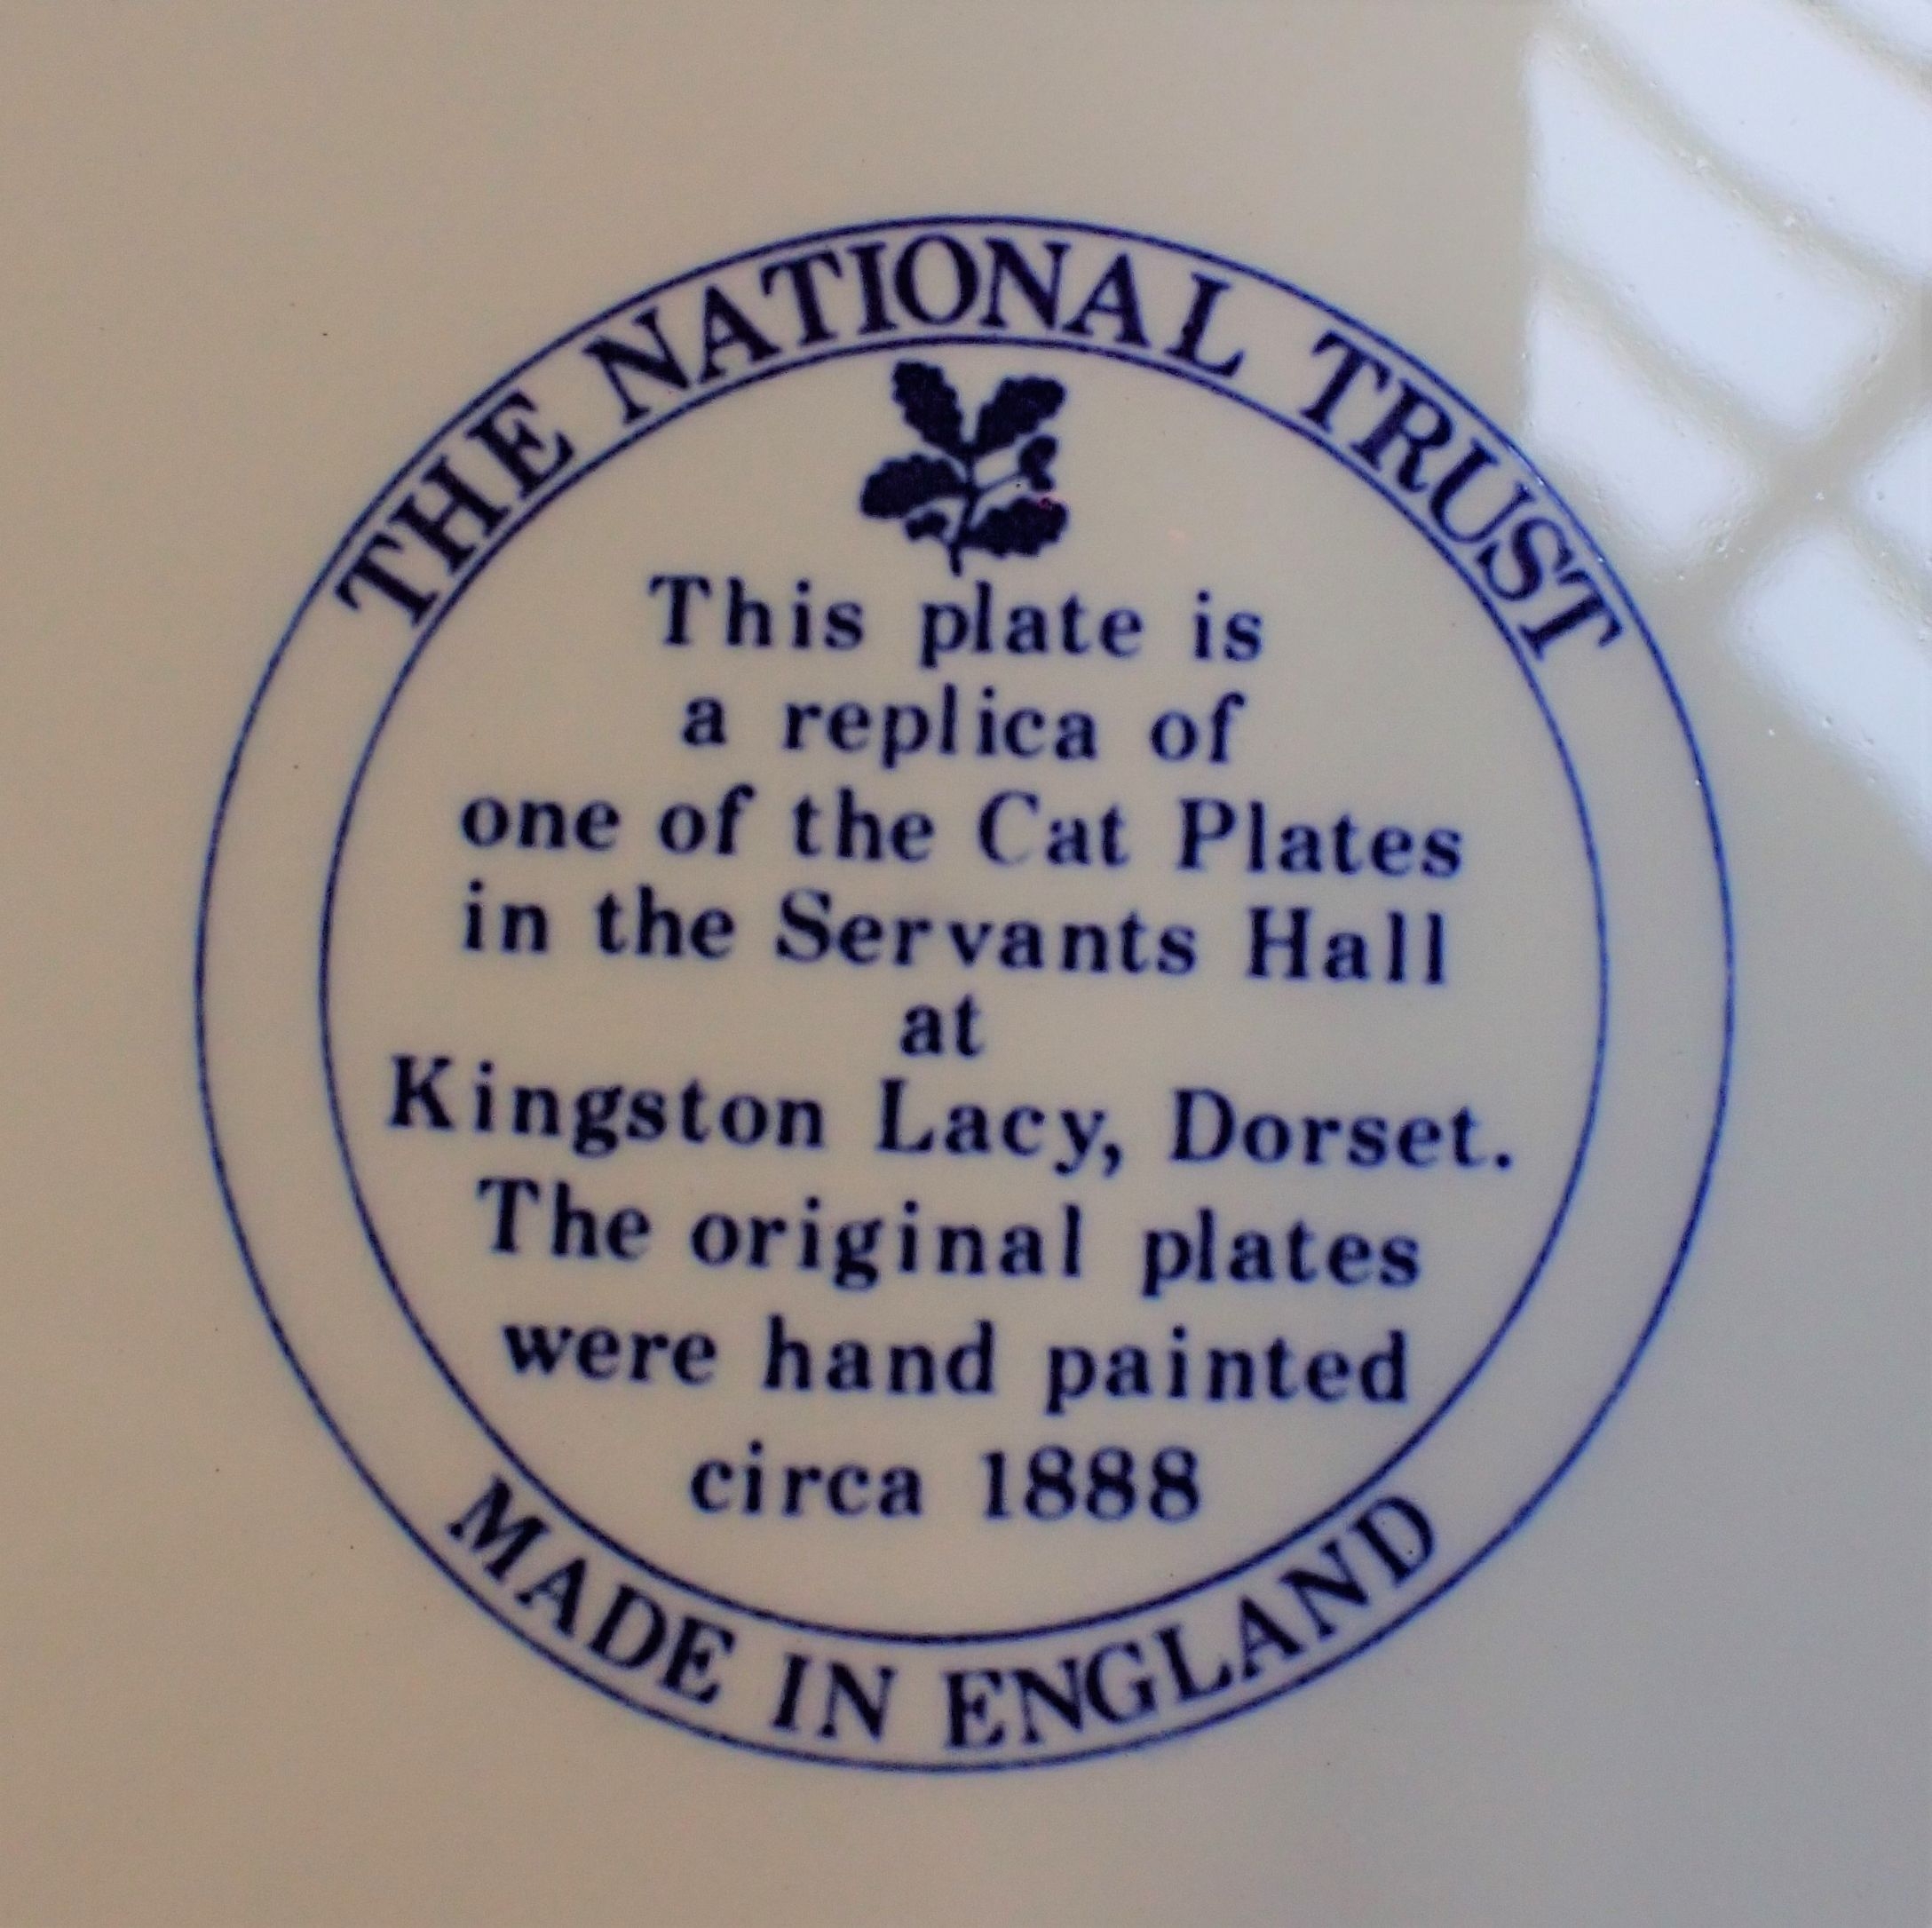 THE NATIONAL TRUST
This plate is
a replica of
one of the Cat Plates
in the Servants Hall
at
Kingston Lacy, Dorset.
The original plates
were hand painted
circa 1888
MADE IN ENGLAND